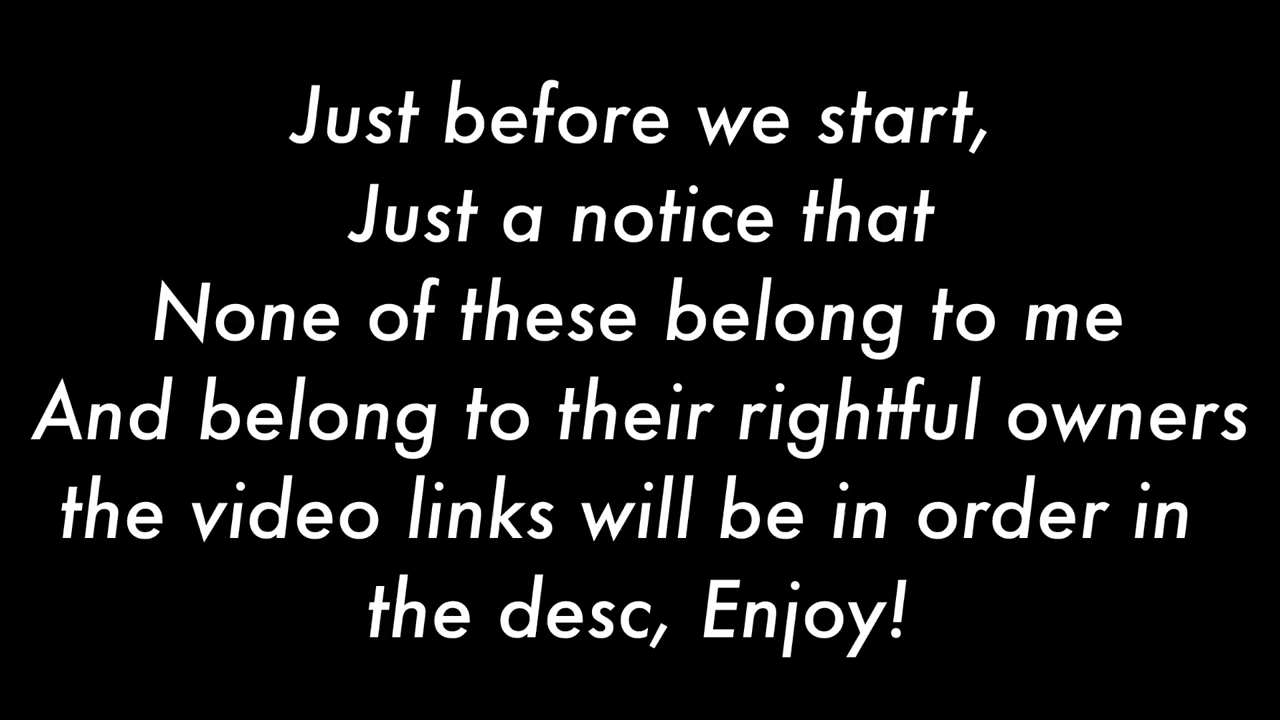 Just before we start,
Just a notice that
None of these belong to me
And belong to their rightful owners
the video links will be in order in
the desc, Enjoy!